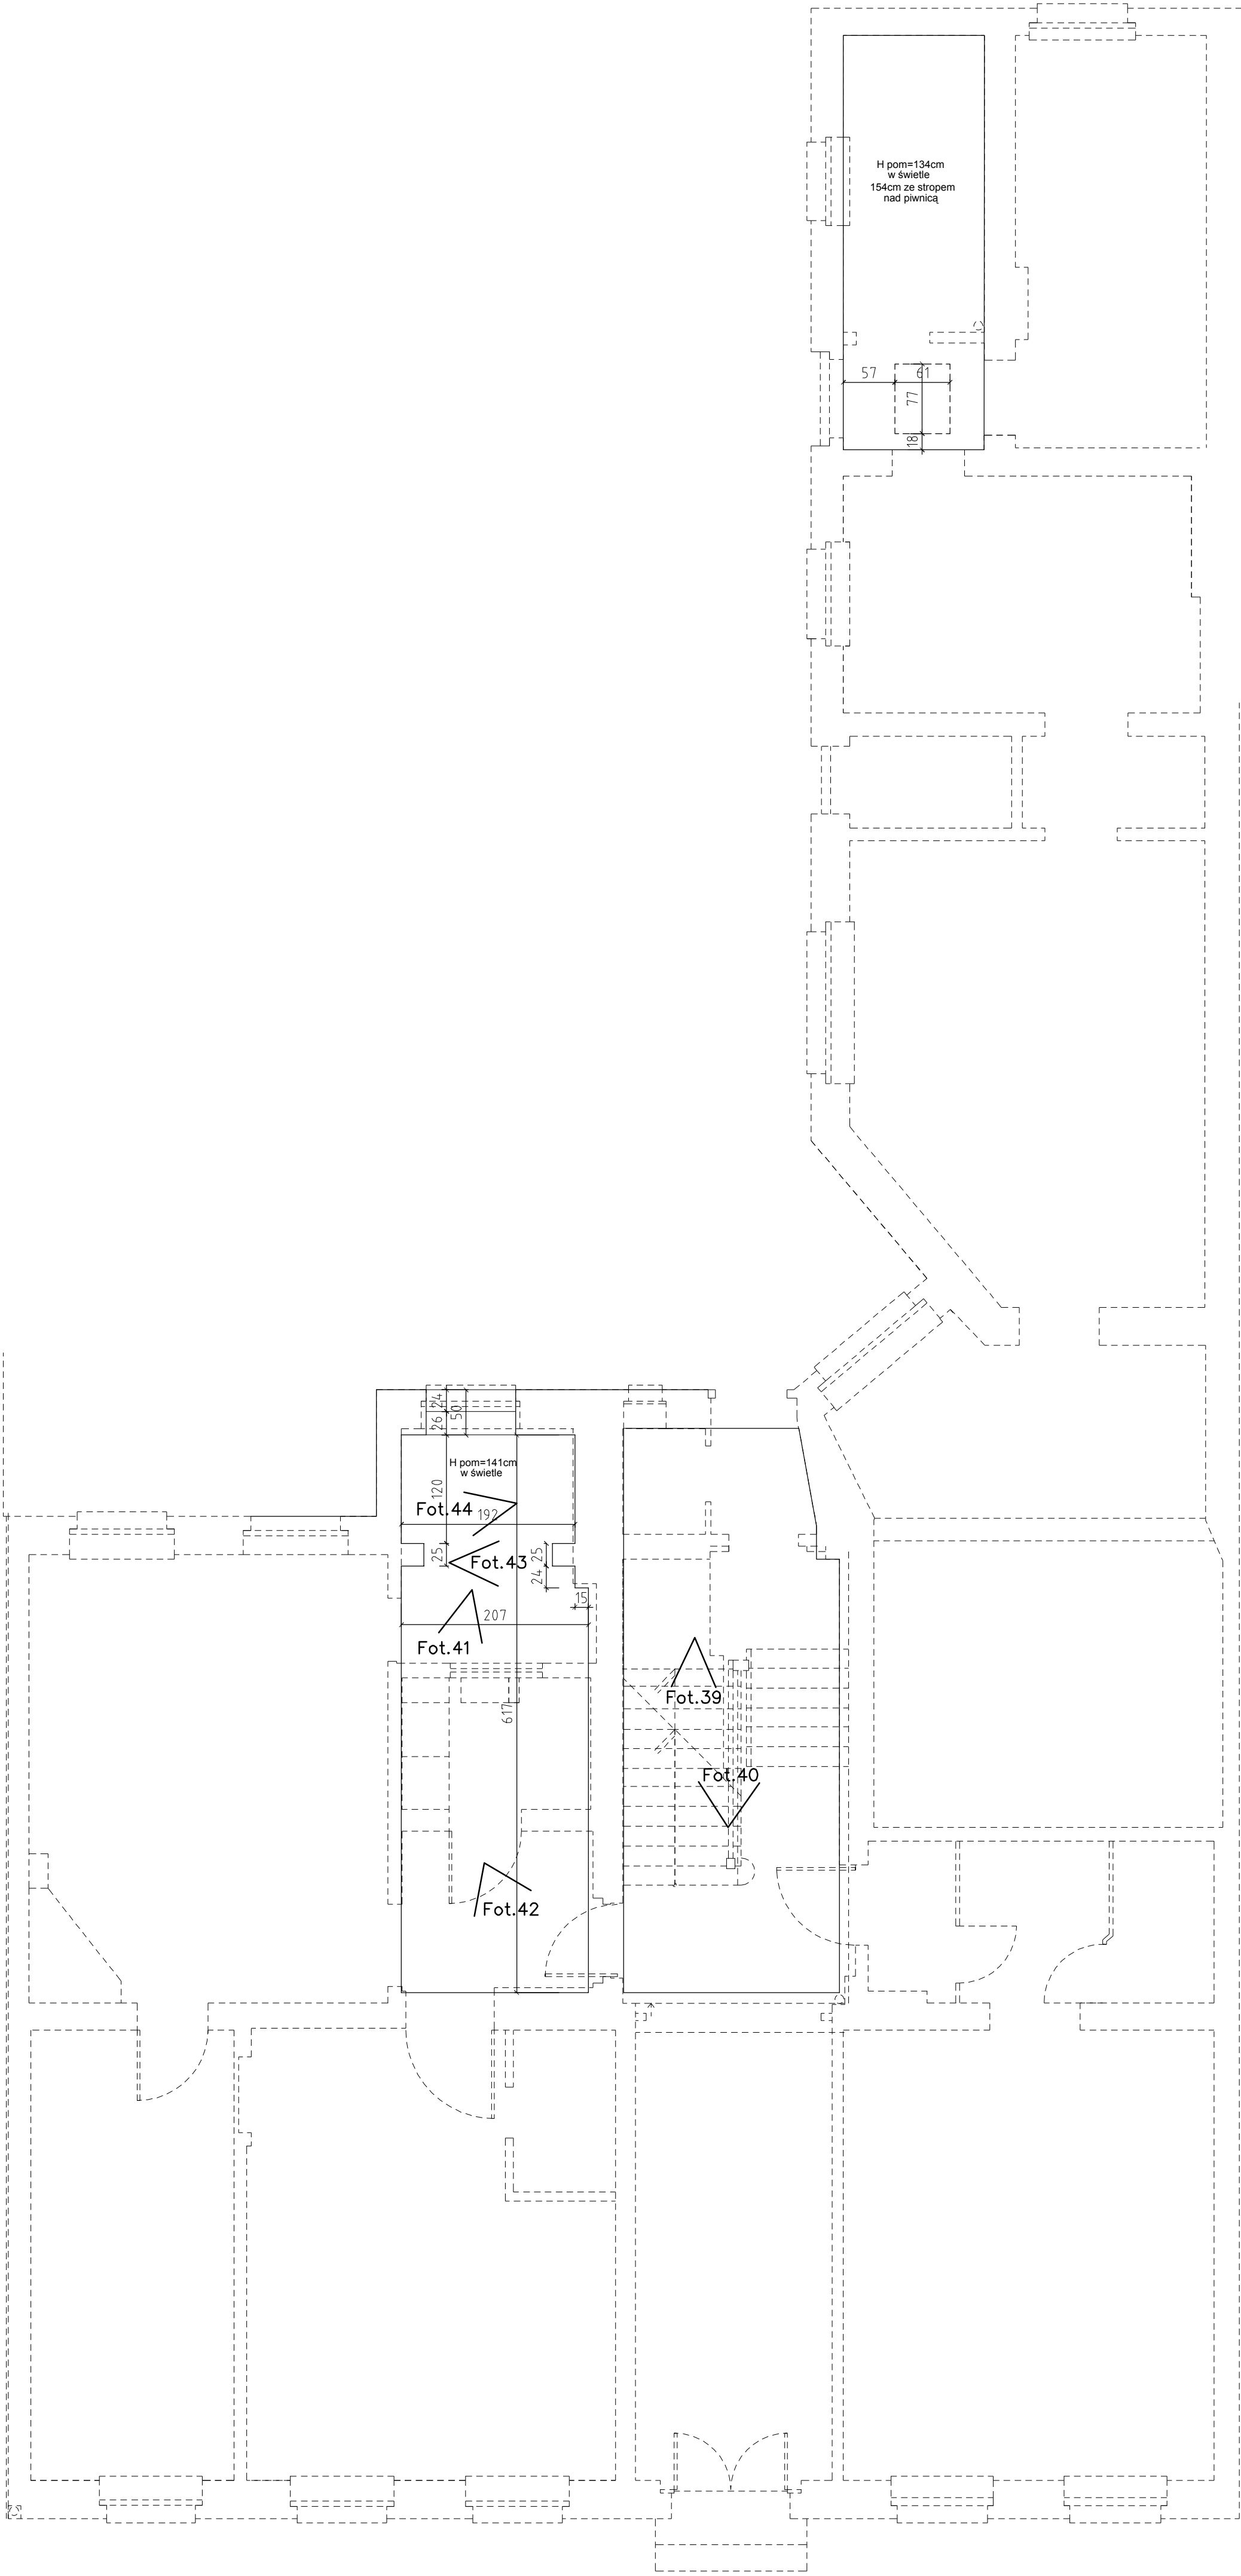 H pom=134cm
w świetle
154cm ze stropem
nad piwnicą
57
61
77
18
24
26
50
H pom=141cm
w świetle
120
Fot.44
192
25
Fot.43
25
24
15
207
Fot.41
617
Fot.39
Fot.40
Fot.42